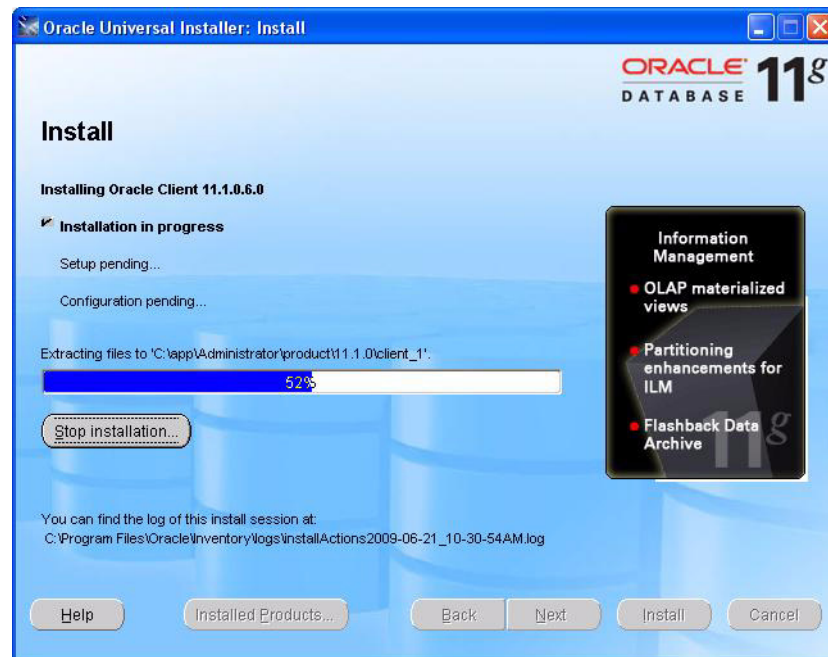 Oracle Universal Installer: Install
ORACLE 11g
DATABASE
Install
Installing Oracle Client 11.1.0.6.0
Installation in progress
Setup pending...
Configuration pending...
Extracting files to 'C:\app\Administrator\product\11.1.0\client_1'.
52%
Stop installation...
Information
Management
OLAP materialized
views
Partitioning
enhancements for
ILM
Flashback Data
Archive
11g
You can find the log of this install session at:
C:\Program Files\Oracle\Inventory\logs\installActions2009-06-21_10-30-54AM.log
Help Installed Products... Back Next Install Cancel